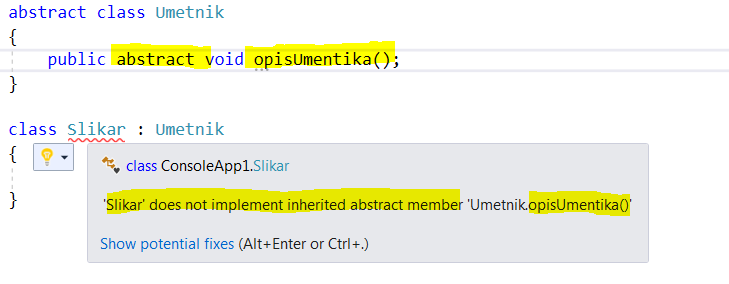 abstract class Umetnik
{
public abstract void opisUmentika();
}
class Slikar : Umetnik
{
class ConsoleApp1.Slikar
'Slikar' does not implement inherited abstract member 'Umetnik.opisUmentika()'
}
Show potential fixes (Alt+Enter or Ctrl+.)